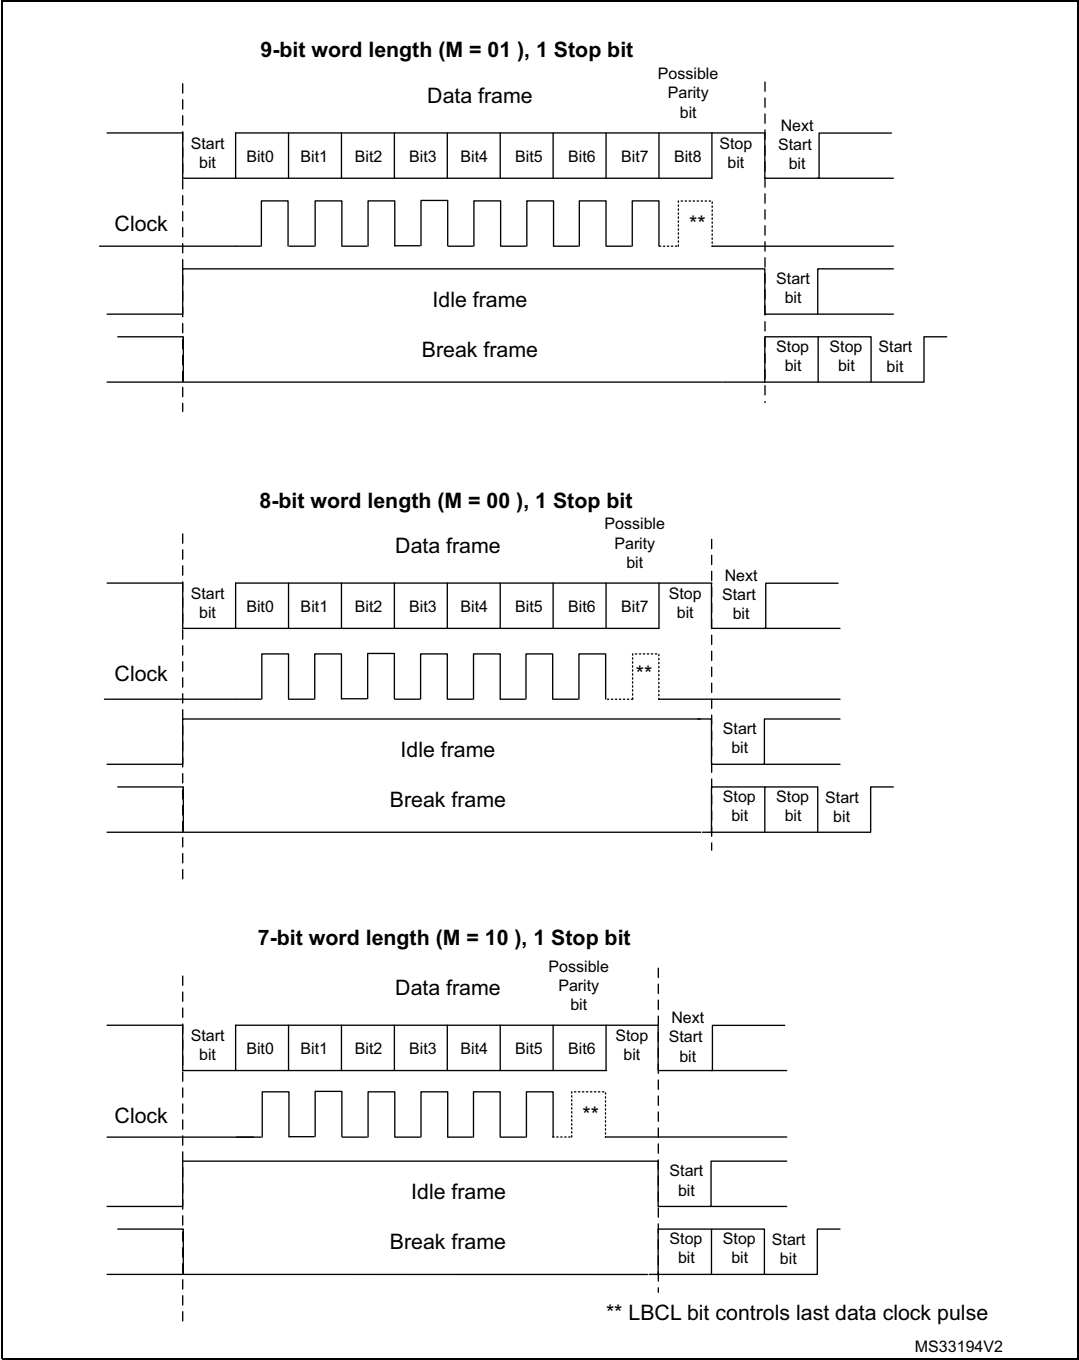 9-bit word length (M = 01 ), 1 Stop bit
Data frame
Possible
Parity
bit
Start
bit
Bit0 Bit1 Bit2 Bit3 Bit4 Bit5 Bit6 Bit7 Bit8
Stop
bit
Next
Start
bit
Clock
**
Idle frame
Start
bit
Break frame
Stop
bit
Stop
bit
Start
bit
8-bit word length (M = 00 ), 1 Stop bit
Data frame
Possible
Parity
bit
Start
bit
Bit0 Bit1 Bit2 Bit3 Bit4 Bit5 Bit6 Bit7
Stop
bit
Next
Start
bit
Clock
**
Idle frame
Start
bit
Break frame
Stop
bit
Stop
bit
Start
bit
7-bit word length (M = 10 ), 1 Stop bit
Data frame
Possible
Parity
bit
Start
bit
Bit0 Bit1 Bit2 Bit3 Bit4 Bit5 Bit6
Stop
bit
Next
Start
bit
Clock
**
Idle frame
Start
bit
Break frame
Stop
bit
Stop
bit
Start
bit
** LBCL bit controls last data clock pulse
MS33194V2